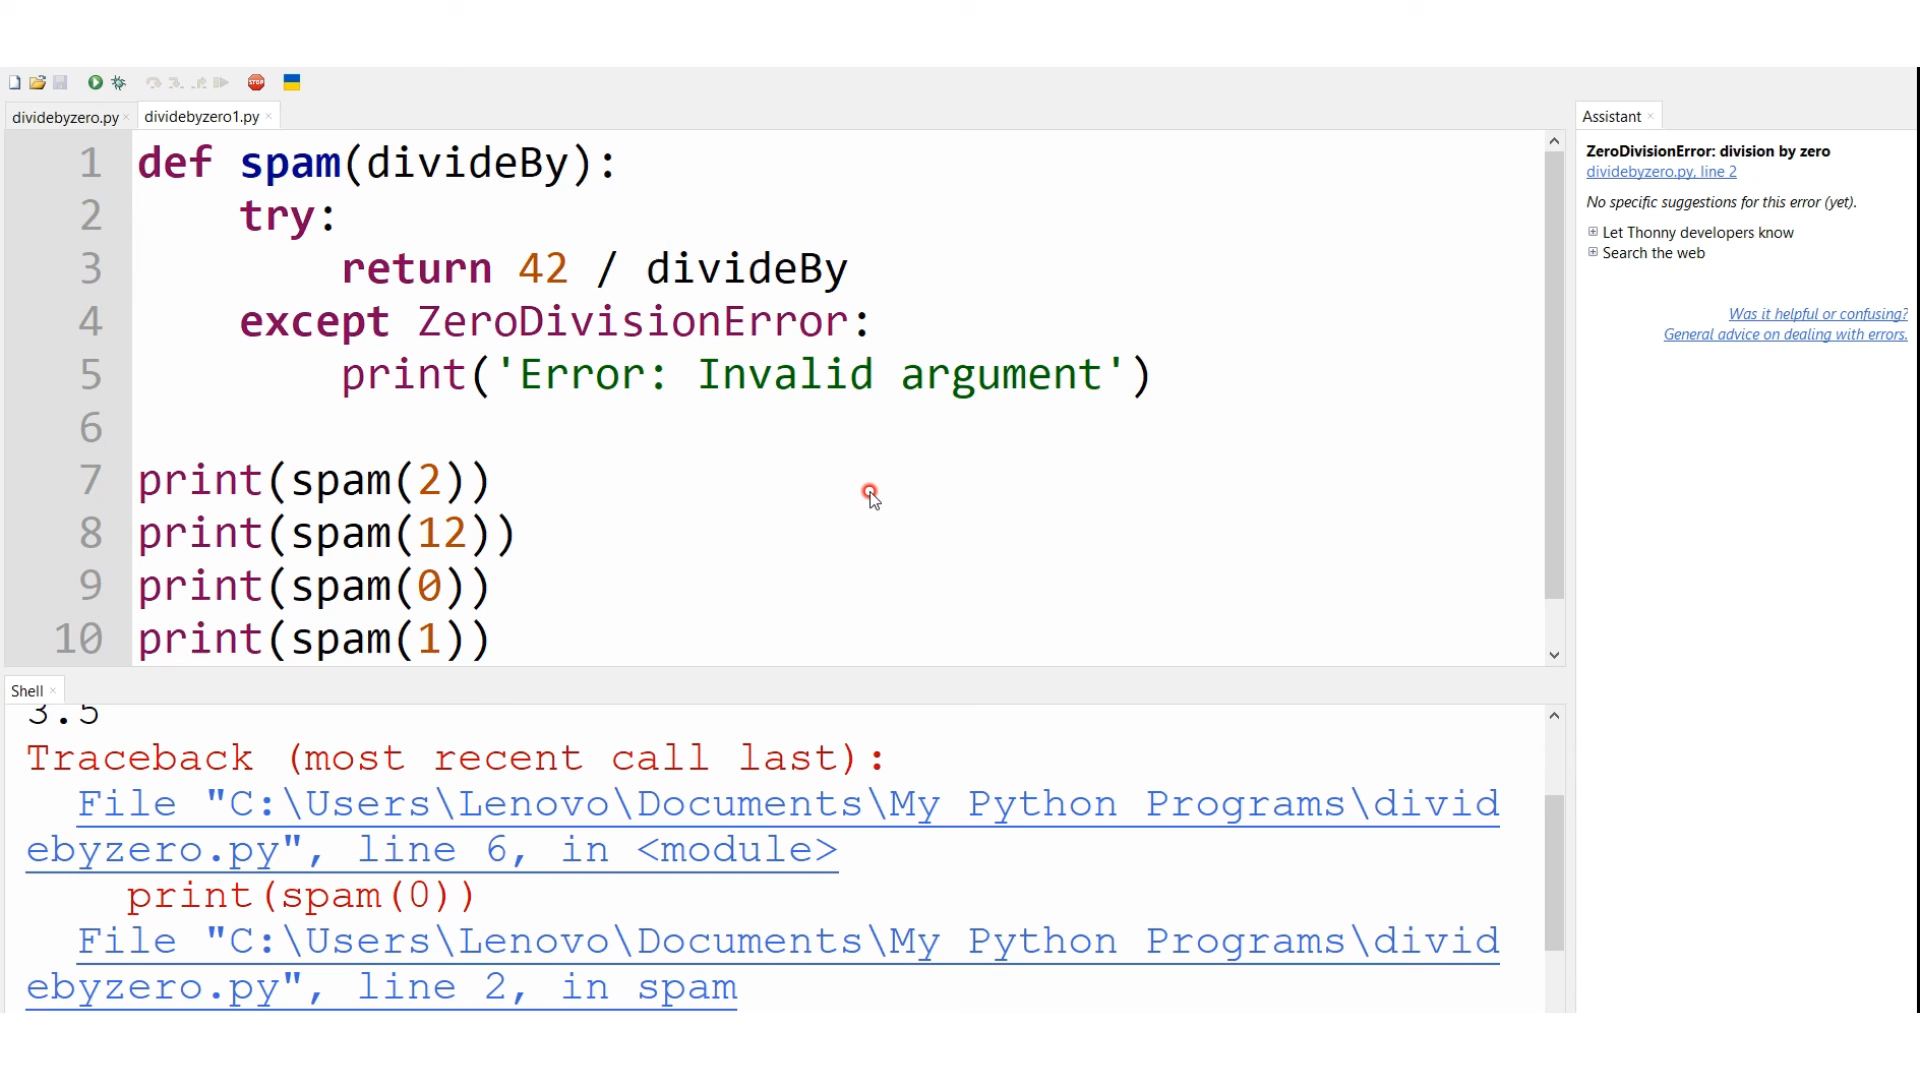 STOP
dividebyzero.py × dividebyzero1.py ×
1 def spam(divideBy):
2 try:
3 return 42 / divideBy
4 except ZeroDivisionError:
5 print('Error: Invalid argument')
6
7 print(spam(2))
8 print(spam(12))
9 print(spam(0))
10 print(spam(1))
Shell ×
3.5
Traceback (most recent call last):
File "C:\Users\Lenovo\Documents\My Python Programs\divid
ebyzero.py", line 6, in <module>
print(spam(0))
File "C:\Users\Lenovo\Documents\My Python Programs\divid
ebyzero.py", line 2, in spam
Assistant ×
ZeroDivisionError: division by zero
dividebyzero.py, line 2
No specific suggestions for this error (yet).
Let Thonny developers know
Search the web
Was it helpful or confusing?
General advice on dealing with errors.